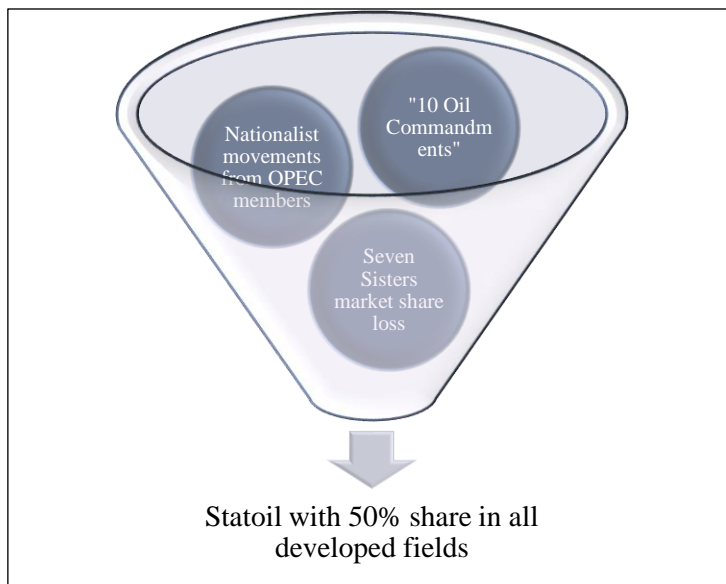 "10 Oil
Commandm
ents"
Nationalist
movements
from OPEC
members
Seven
Sisters
market share
loss
Statoil with 50% share in all
developed fields